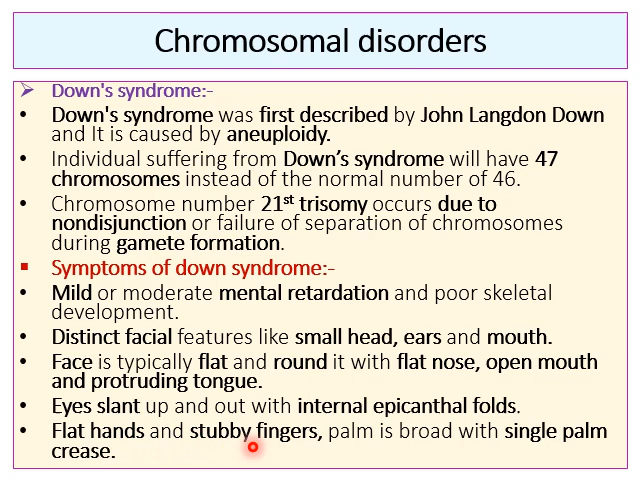 Chromosomal disorders
➢ Down's syndrome:-
• Down's syndrome was first described by John Langdon Down
and It is caused by aneuploidy.
• Individual suffering from Down’s syndrome will have 47
chromosomes instead of the normal number of 46.
• Chromosome number 21st trisomy occurs due to
nondisjunction or failure of separation of chromosomes
during gamete formation.
▪ Symptoms of down syndrome:-
• Mild or moderate mental retardation and poor skeletal
development.
• Distinct facial features like small head, ears and mouth.
• Face is typically flat and round it with flat nose, open mouth
and protruding tongue.
• Eyes slant up and out with internal epicanthal folds.
• Flat hands and stubby fingers, palm is broad with single palm
crease.